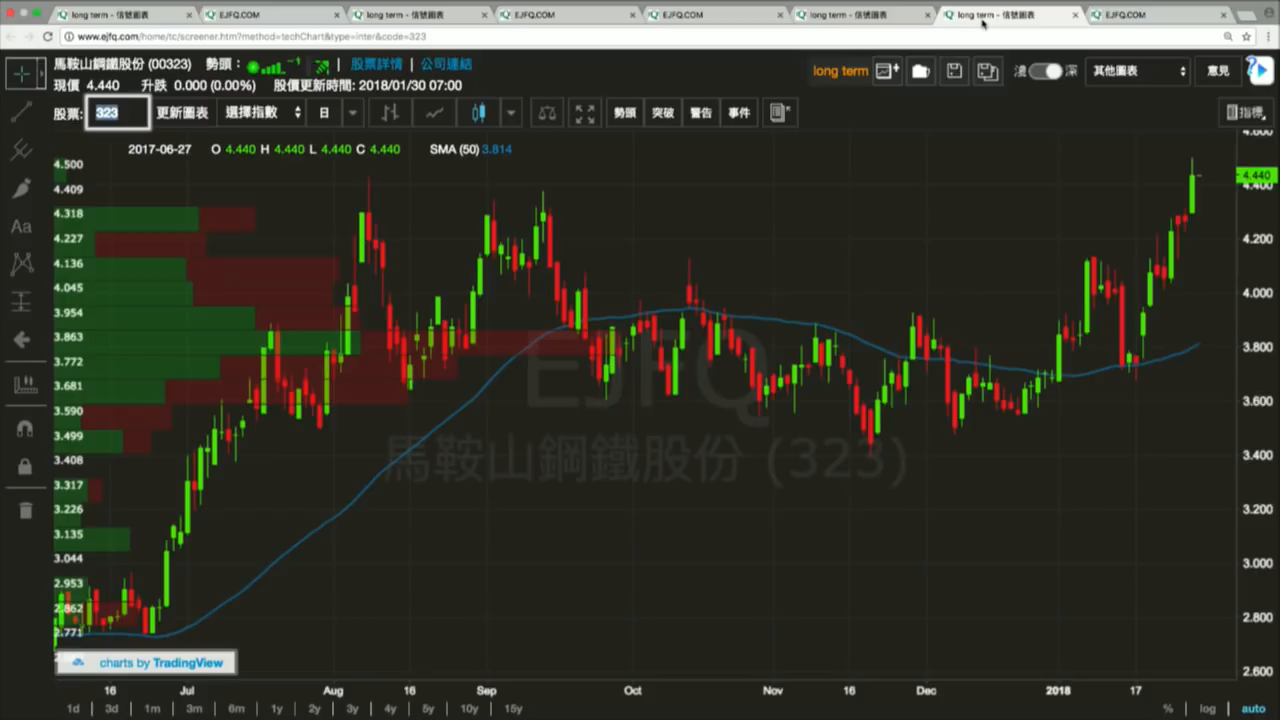 long term - 信號圖表
EJFQ.COM
long term - 信號圖表
EJFQ.COM
EJFQ.COM
long term - 信號圖表
long term - 信號圖表
EJFQ.COM
www.ejfq.com/home/tc/screener.htm?method=techChart&type=inter&code=323
馬鞍山鋼鐵股份 (00323) 勢頭： -1 | 股票詳情 | 公司連結
現價 4.440 升跌 0.000 (0.00%) 股價更新時間: 2018/01/30 07:00
long term
淺 深
其他圖表
意見
股票: 323 更新圖表 選擇指數 日
勢頭 突破 警告 事件
指標
2017-06-27 O 4.440 H 4.440 L 4.440 C 4.440 SMA (50) 3.814
4.500
4.409
4.318
4.227
4.136
4.045
3.954
3.863
3.772
3.681
3.590
3.499
3.408
3.317
3.226
3.135
3.044
2.953
2.862
2.771
4.600
4.440
4.400
4.200
4.000
3.800
3.600
3.400
3.200
3.000
2.800
2.600
EJFQ
馬鞍山鋼鐵股份 (323)
Aa
charts by TradingView
16 Jul Aug 16 Sep Oct Nov 16 Dec 2018 17
1d | 3d | 1m | 3m | 6m | 1y | 2y | 3y | 4y | 5y | 10y | 15y
% | log | auto